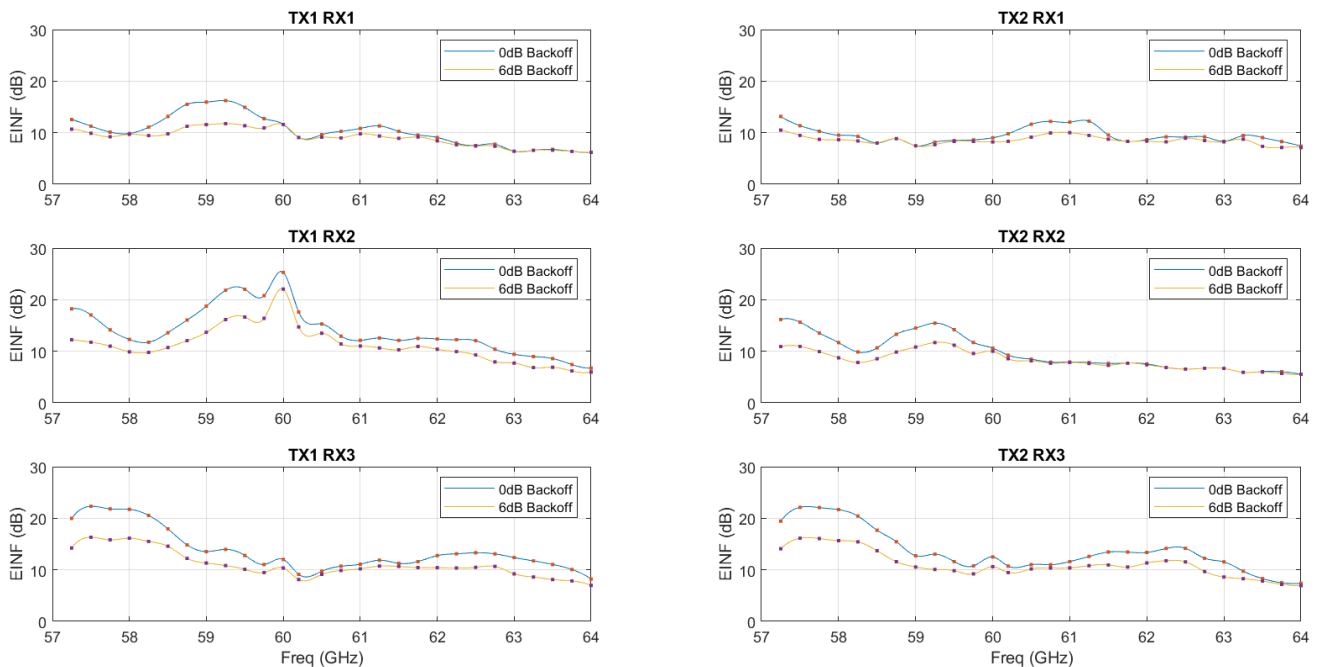 TX1 RX1
30
20
10
0
EINF (dB)
0dB Backoff
6dB Backoff
57 58 59 60 61 62 63 64
TX2 RX1
30
20
10
0
EINF (dB)
0dB Backoff
6dB Backoff
57 58 59 60 61 62 63 64
TX1 RX2
30
20
10
0
EINF (dB)
0dB Backoff
6dB Backoff
57 58 59 60 61 62 63 64
TX2 RX2
30
20
10
0
EINF (dB)
0dB Backoff
6dB Backoff
57 58 59 60 61 62 63 64
TX1 RX3
30
20
10
0
EINF (dB)
0dB Backoff
6dB Backoff
57 58 59 60 61 62 63 64
Freq (GHz)
TX2 RX3
30
20
10
0
EINF (dB)
0dB Backoff
6dB Backoff
57 58 59 60 61 62 63 64
Freq (GHz)